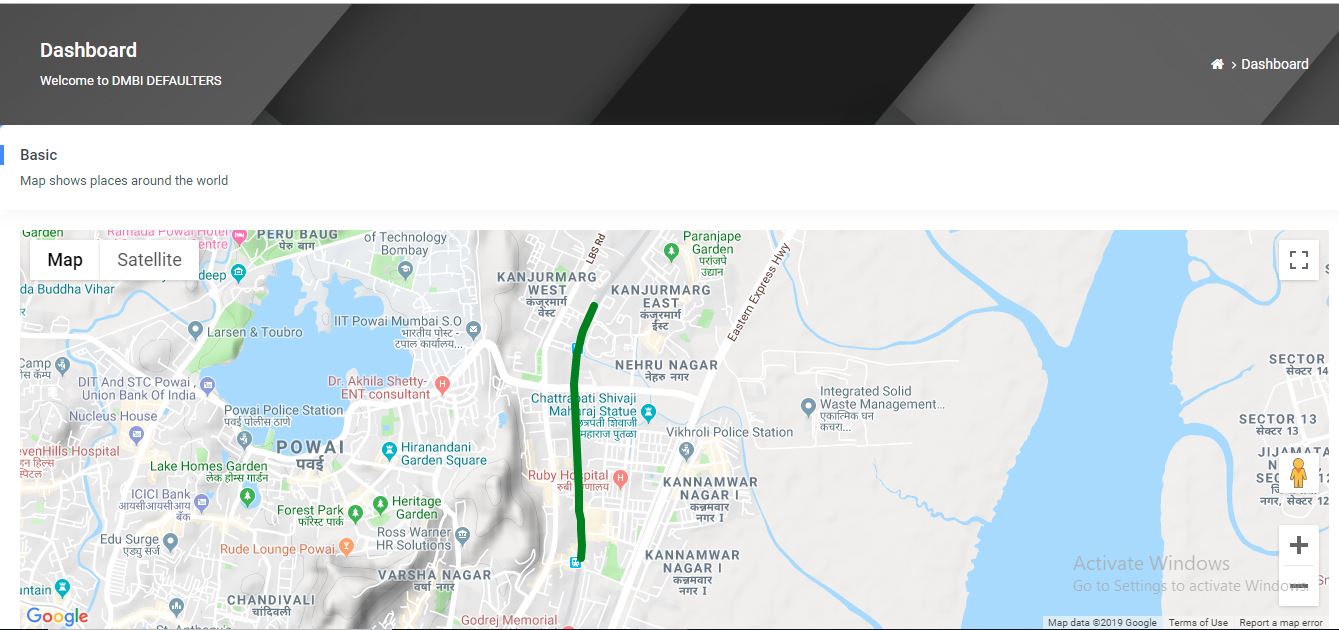 Dashboard
Welcome to DMBI DEFAULTERS
Dashboard
Basic
Map shows places around the world
Map
Satellite
Garden
Ramada Powai Hotel
PERU BAUG
पेरु बाग
of Technology
Bombay
LBS Rd
Paranjape
Garden
परांजपे
उद्यान
Eastern Express Hwy
deep
da Buddha Vihar
KANJURMARG
WEST
कंजुरमार्ग
वेस्ट
KANJURMARG
EAST
कंजुरमार्ग
ईस्ट
Larsen & Toubro
IIT Powai Mumbai S.O
भारतीय पोस्ट -
टपाल कार्यालय...
NEHRU NAGAR
नेहरु नगर
SECTOR
सेक्टर 14
Camp
DIT And STC Powai ,
Union Bank Of India
Dr. Akhila Shetty-
ENT consultant
Chattrapati Shivaji
Maharaj Statue
छत्रपती शिवाजी
महाराज पुतळा
Integrated Solid
Waste Management...
एकात्मिक घन
कचरा...
Nucleus House
Powai Police Station
पवई पोलीस ठाणे
SECTOR 13
सेक्टर 13
Vikhroli Police Station
POWAI
पवई
Hiranandani
Garden Square
evenHills Hospital
Lake Homes Garden
लेक होम्स गार्डन
Ruby Hospital
KANNAMWAR
NAGAR I
कन्नमवार
नगर I
JIJAMATA
नगर, सेक्टर 12
ICICI Bank
आयसीआयसीआय
बँक
Heritage
Garden
Forest Park
फॉरेस्ट पार्क
Ross Warner
HR Solutions
Edu Surge
एड्यु सर्ज
Rude Lounge Powai
KANNAMWAR
NAGAR I
कन्नमवार
नगर I
VARSHA NAGAR
वर्षा नगर
CHANDIVALI
चांदिवली
Godrej Memorial
St. Anthony's
Activate Windows
Go to Settings to activate Windows.
Google
Map data ©2019 Google
Terms of Use
Report a map error